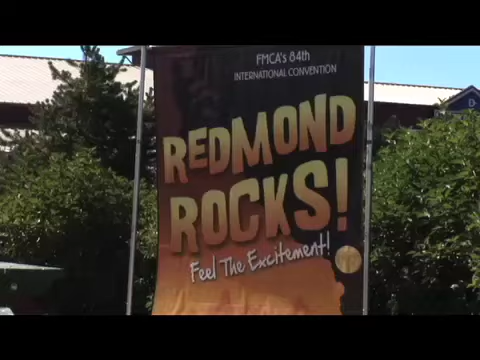 FMCA's 84th
INTERNATIONAL CONVENTION
REDMOND
ROCKS!
Feel The Excitement!